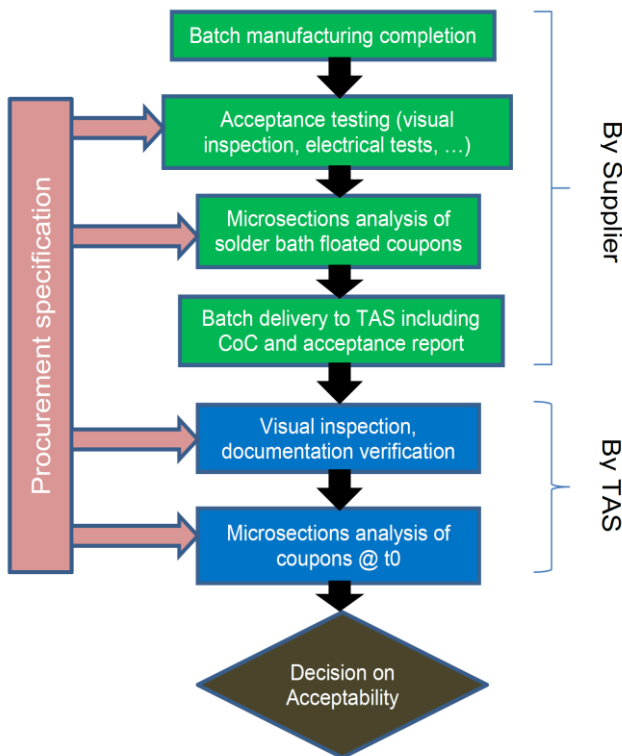 Batch manufacturing completion
Acceptance testing (visual
inspection, electrical tests, …)
Microsections analysis of
solder bath floated coupons
Batch delivery to TAS including
CoC and acceptance report
Visual inspection,
documentation verification
Microsections analysis of
coupons @ t0
Decision on
Acceptability
Procurement specification
By Supplier
By TAS